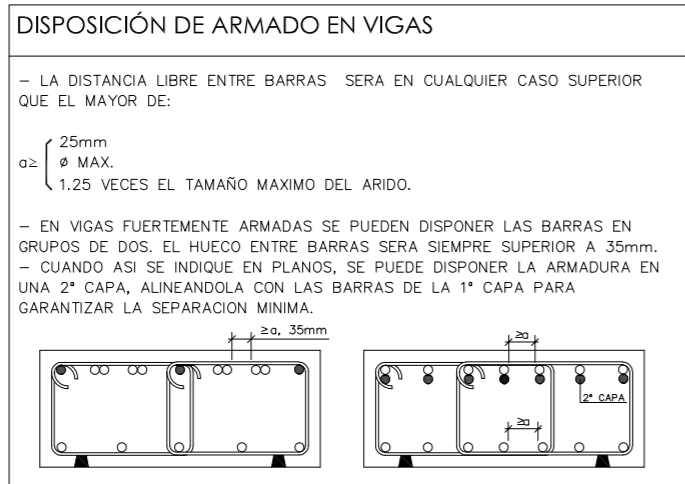 DISPOSICIÓN DE ARMADO EN VIGAS
– LA DISTANCIA LIBRE ENTRE BARRAS SERA EN CUALQUIER CASO SUPERIOR
QUE EL MAYOR DE:
25mm
a≥
ø MAX.
1.25 VECES EL TAMAÑO MAXIMO DEL ARIDO.
– EN VIGAS FUERTEMENTE ARMADAS SE PUEDEN DISPONER LAS BARRAS EN
GRUPOS DE DOS. EL HUECO ENTRE BARRAS SERA SIEMPRE SUPERIOR A 35mm.
– CUANDO ASI SE INDIQUE EN PLANOS, SE PUEDE DISPONER LA ARMADURA EN
UNA 2ª CAPA, ALINEANDOLA CON LAS BARRAS DE LA 1ª CAPA PARA
GARANTIZAR LA SEPARACION MINIMA.
≥a, 35mm
≥a
2ª CAPA
≥a